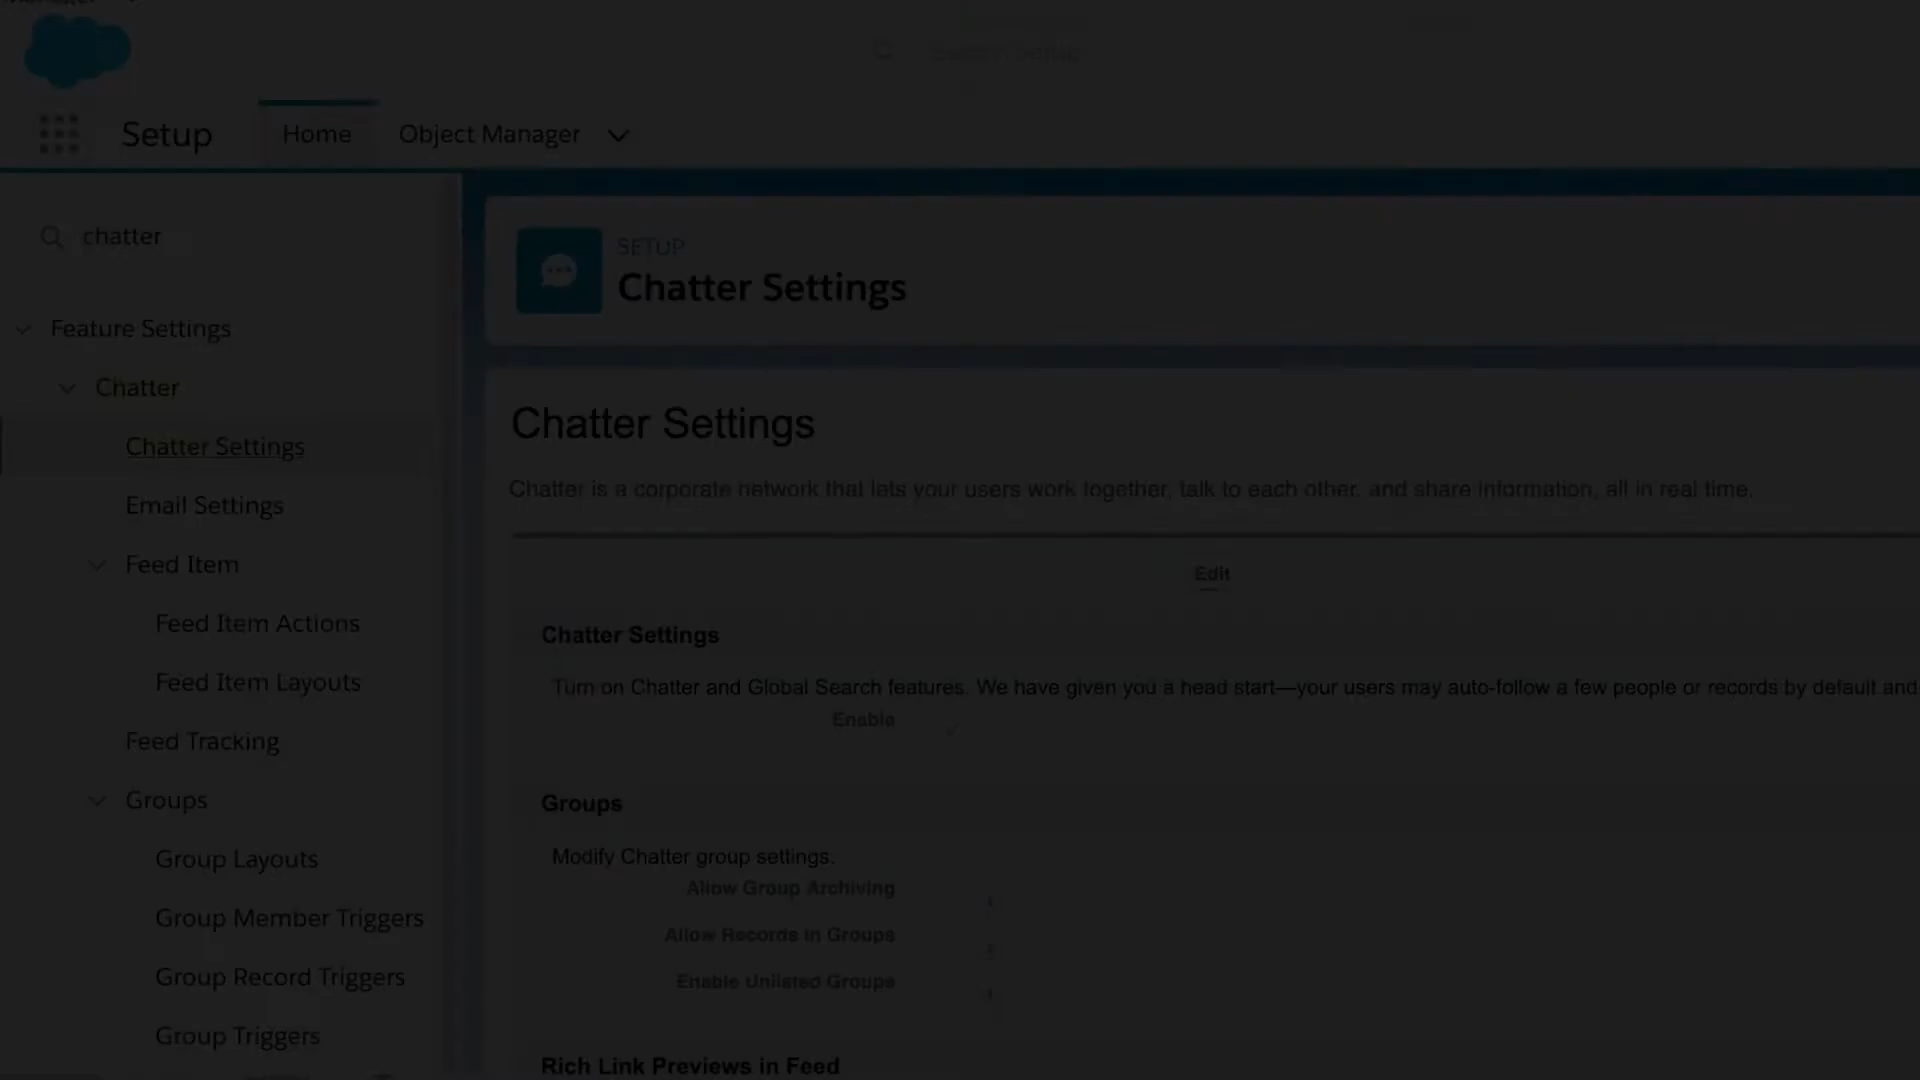 Setup
Home
Object Manager
chatter
Feature Settings
Chatter
Chatter Settings
Email Settings
Feed Item
Feed Item Actions
Feed Item Layouts
Feed Tracking
Groups
Group Layouts
Group Member Triggers
Group Record Triggers
Group Triggers
SETUP
Chatter Settings
Chatter Settings
Chatter is a corporate network that lets your users work together, talk to each other, and share information, all in real time.
Edit
Chatter Settings
Turn on Chatter and Global Search features. We have given you a head start—your users may auto-follow a few people or records by default and
Enable
Groups
Modify Chatter group settings.
Allow Group Archiving
Allow Records in Groups
Enable Unlisted Groups
Rich Link Previews in Feed